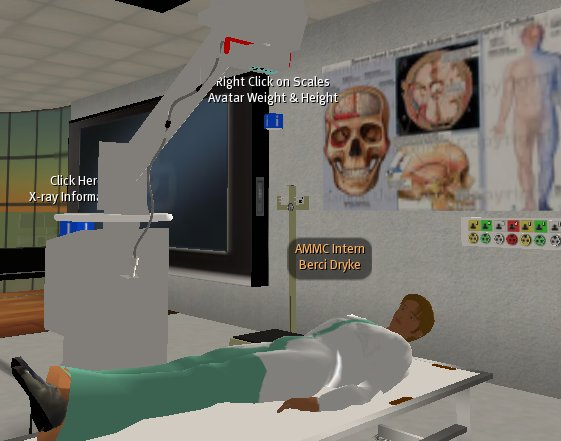 Right Click on Scales
Avatar Weight & Height
Click Her
X-ray Informa
AMMC Intern
Berci Dryke